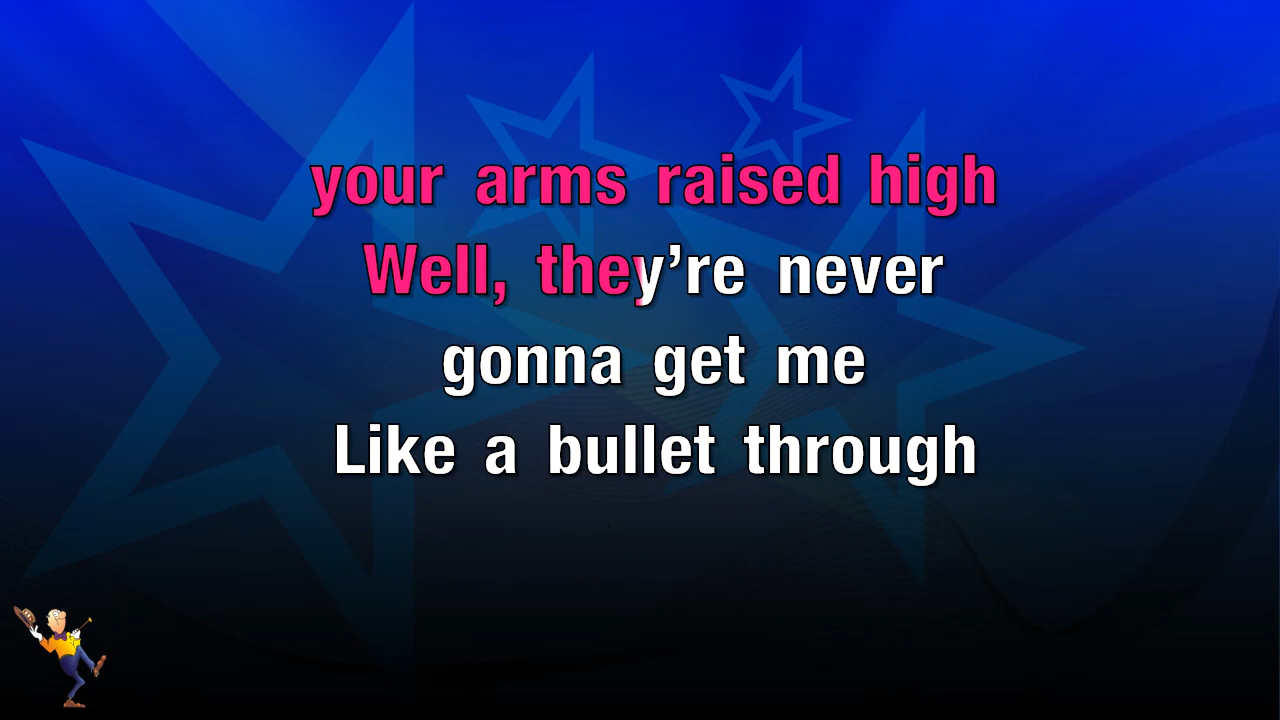 your arms raised high
Well, they’re never
gonna get me
Like a bullet through